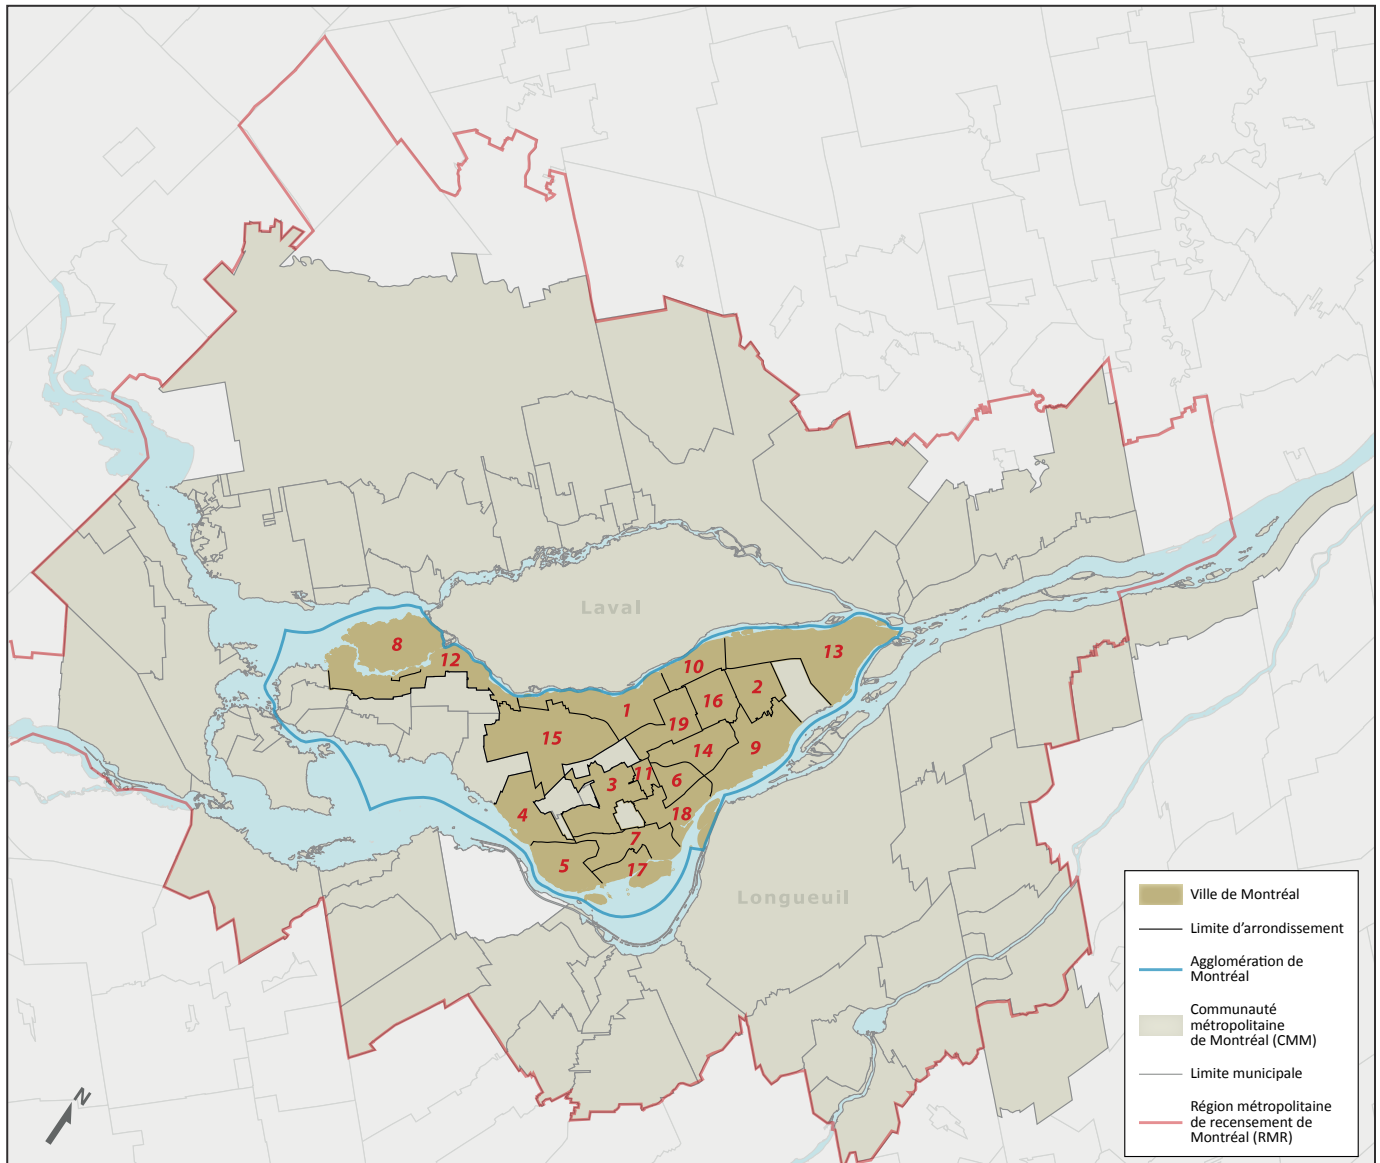 Laval
8
12
13
10
2
16
1
19
15
14
9
11
3
6
4
18
7
5
17
Longueuil
N
Ville de Montréal
Limite d'arrondissement
Agglomération de
Montréal
Communauté
métropolitaine
de Montréal (CMM)
Limite municipale
Région métropolitaine
de recensement de
Montréal (RMR)